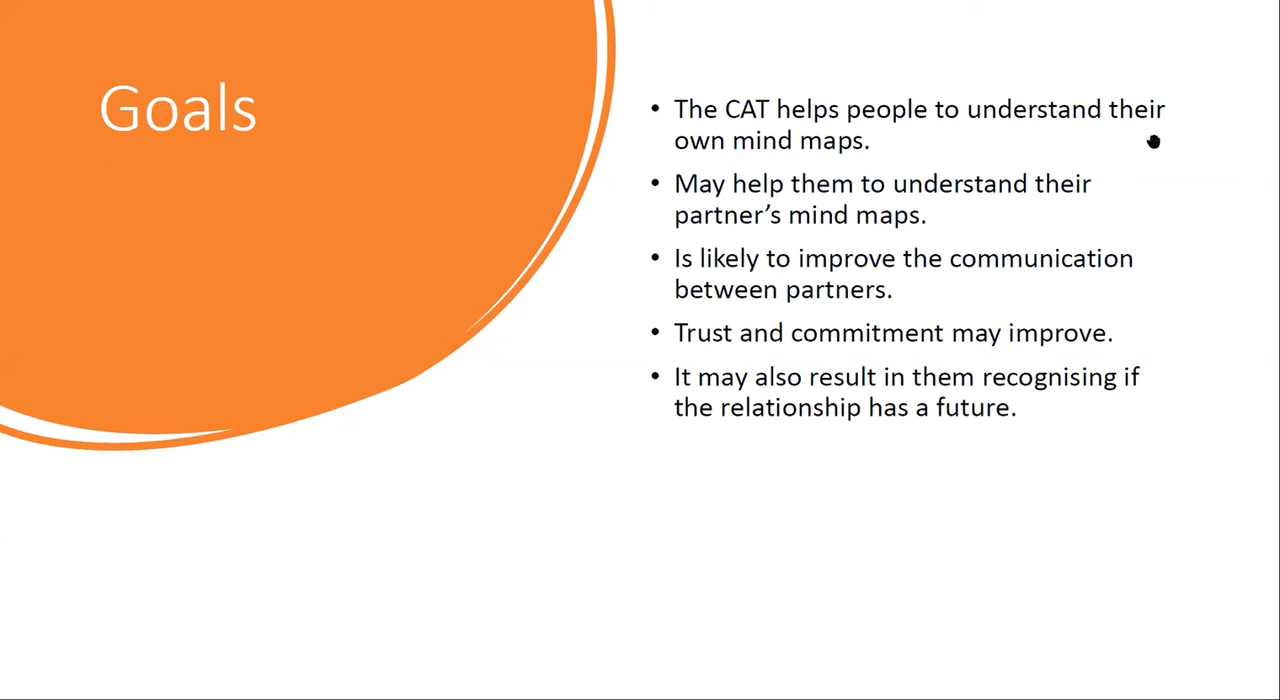 Goals
• The CAT helps people to understand their
own mind maps.
• May help them to understand their
partner’s mind maps.
• Is likely to improve the communication
between partners.
• Trust and commitment may improve.
• It may also result in them recognising if
the relationship has a future.